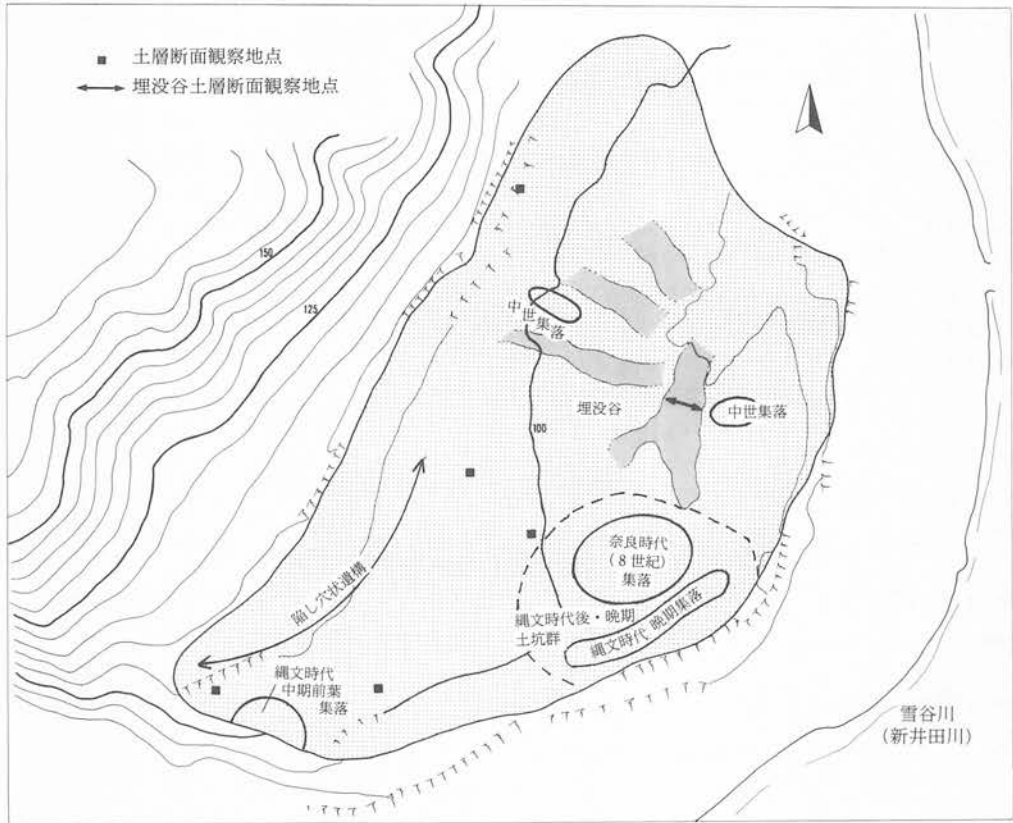 土層断面観察地点
埋没谷土層断面観察地点
150
125
中世集落
埋没谷
中世集落
100
奈良時代
(8世紀)
集落
陥し穴状遺構
縄文時代後・晩期
土坑群
縄文時代 晩期集落
縄文時代
中期前葉
集落
雪谷川
(新井田川)